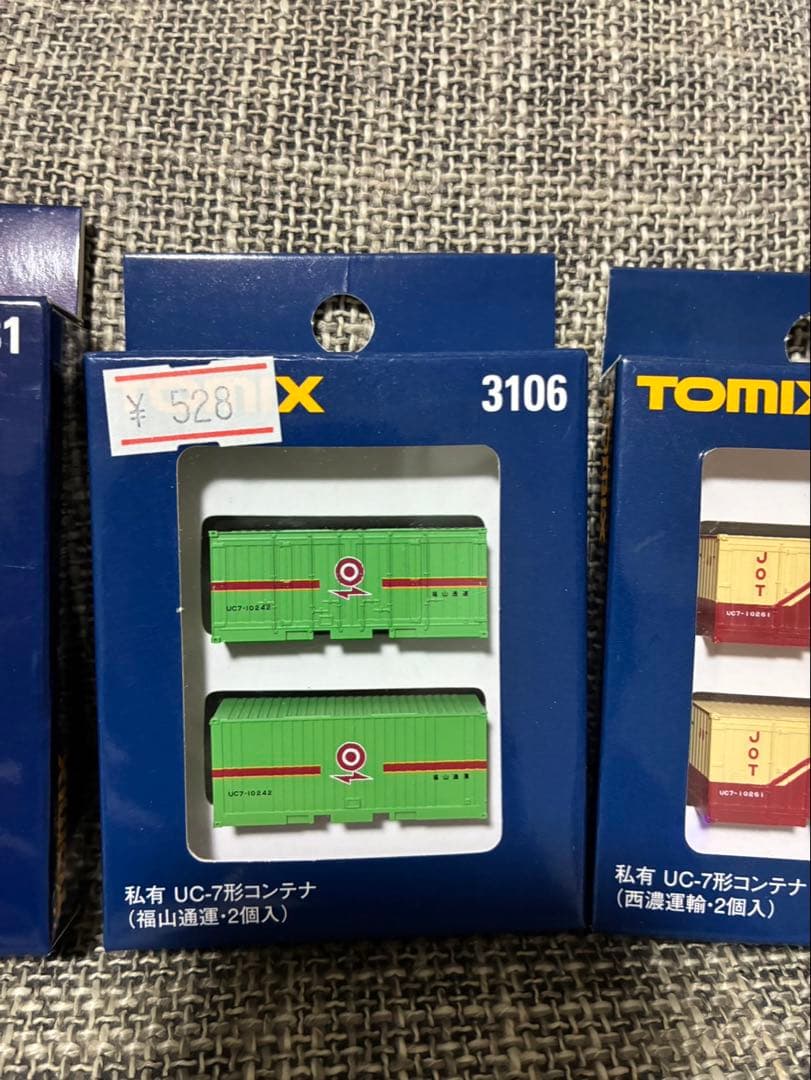 31
¥ 528
X
3106
UC7-10242
福山通運
UC7-10242
福山通運
私有 UC-7形コンテナ
(福山通運・2個入)
TOMIX
JOT
UC7-10261
JOT
UC7-10261
私有 UC-7形コンテナ
(西濃運輸・2個入)